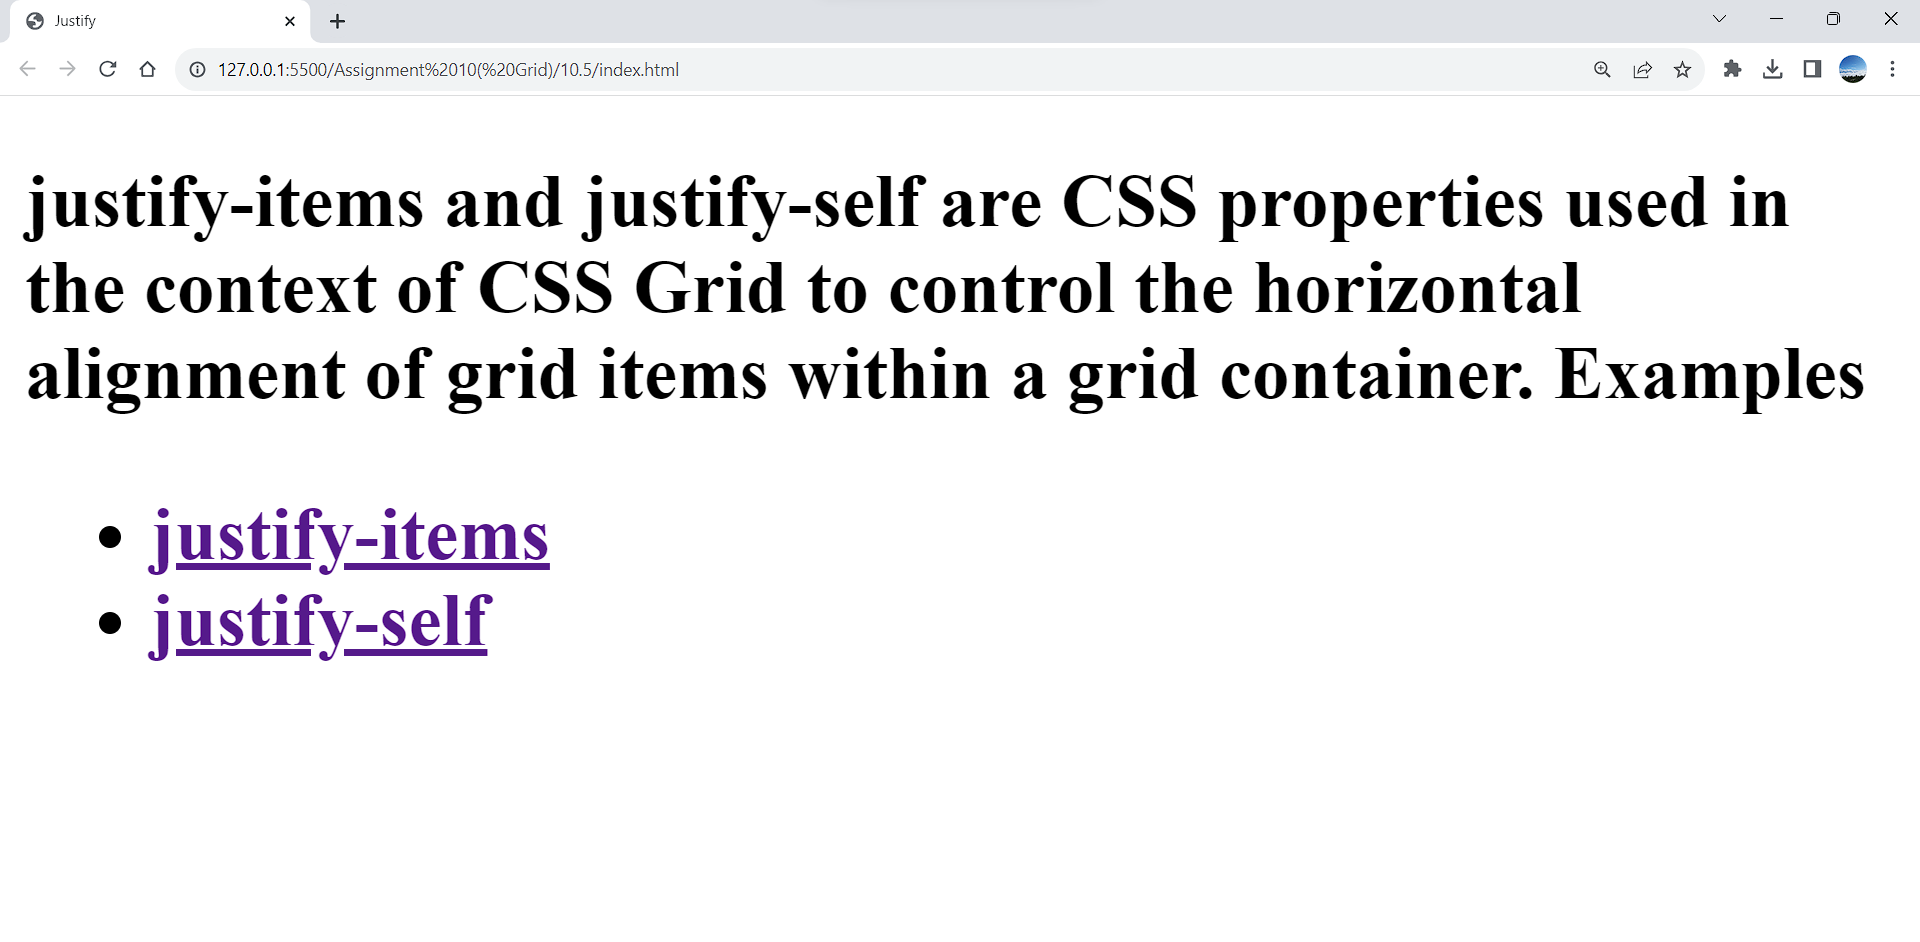 Justify
127.0.0.1:5500/Assignment%2010(%20Grid)/10.5/index.html
justify-items and justify-self are CSS properties used in
the context of CSS Grid to control the horizontal
alignment of grid items within a grid container. Examples
justify-items
justify-self